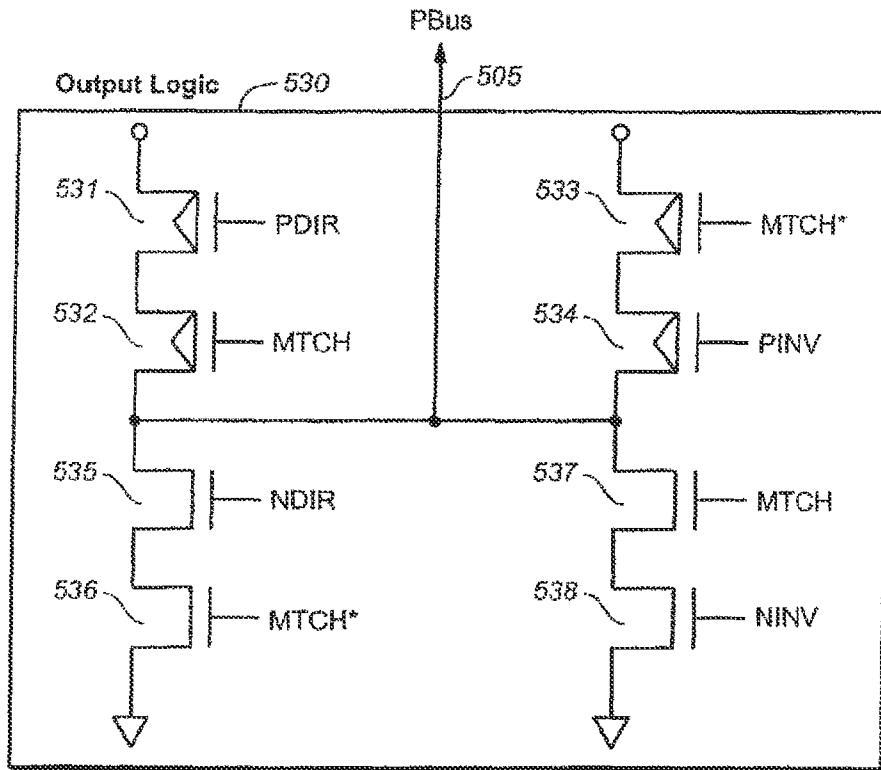 PBus
Output Logic 530 505
531 PDIR
533 MTCH*
532 MTCH
534 PINV
535 NDIR
537 MTCH
536 MTCH*
538 NINV